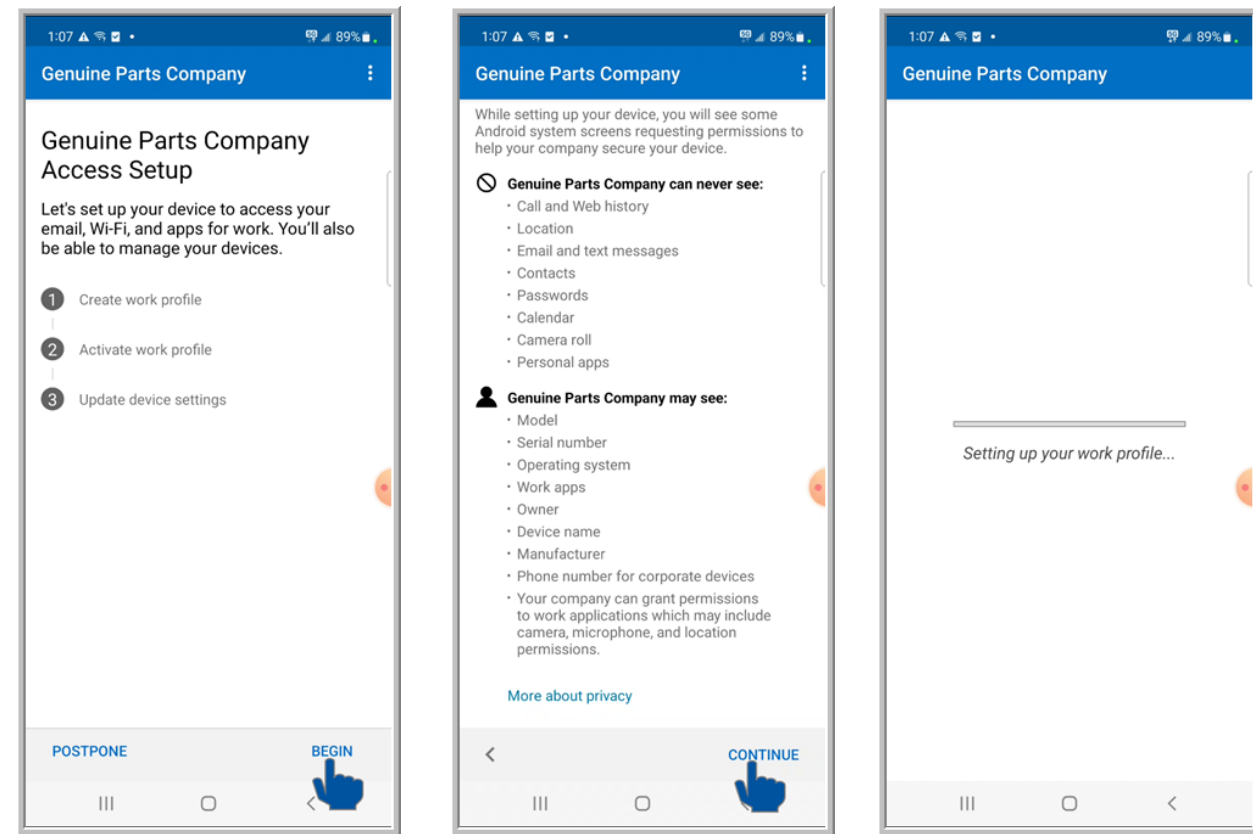 1:07
89%
Genuine Parts Company
Genuine Parts Company
Access Setup
Let's set up your device to access your
email, Wi-Fi, and apps for work. You'll also
be able to manage your devices.
1 Create work profile
2 Activate work profile
3 Update device settings
POSTPONE BEGIN
1:07
89%
Genuine Parts Company
While setting up your device, you will see some
Android system screens requesting permissions to
help your company secure your device.
Genuine Parts Company can never see:
· Call and Web history
· Location
· Email and text messages
· Contacts
· Passwords
· Calendar
· Camera roll
· Personal apps
Genuine Parts Company may see:
· Model
· Serial number
· Operating system
· Work apps
· Owner
· Device name
· Manufacturer
· Phone number for corporate devices
· Your company can grant permissions
to work applications which may include
camera, microphone, and location
permissions.
More about privacy
CONTINUE
1:07
89%
Genuine Parts Company
Setting up your work profile...